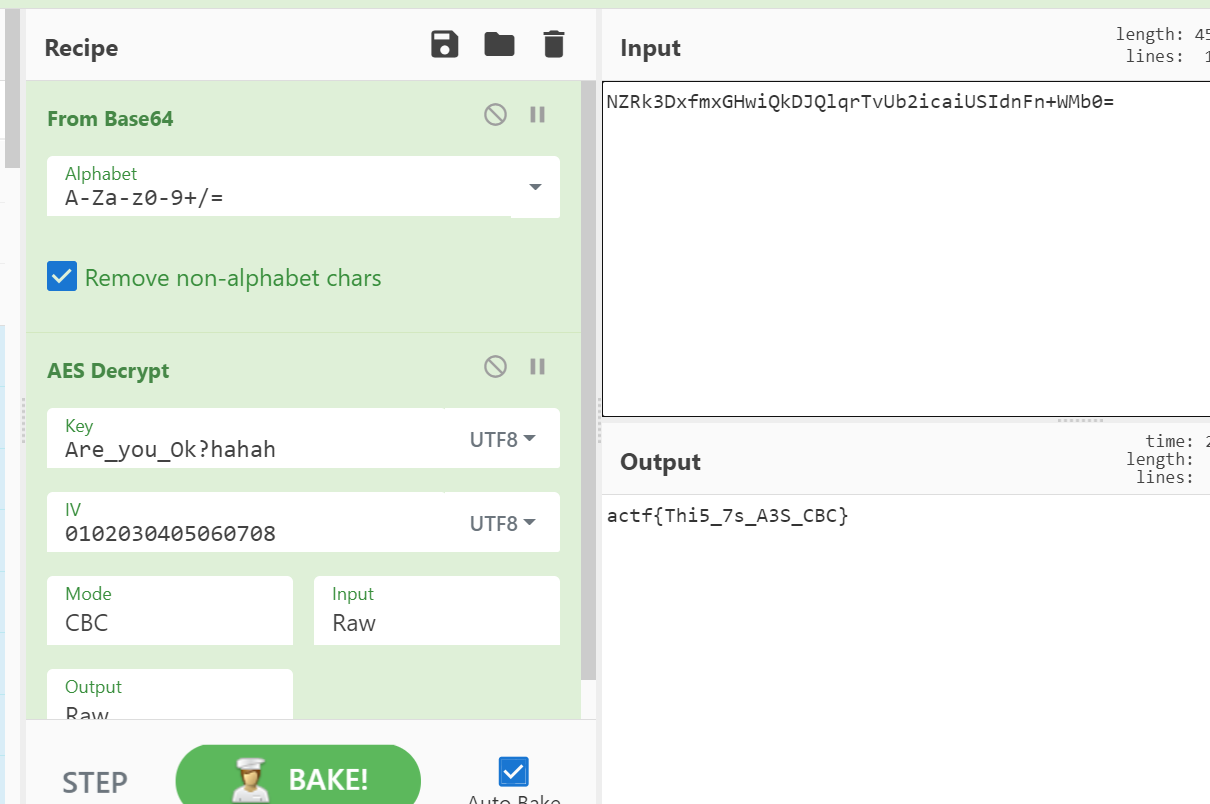 Recipe
From Base64
Alphabet
A-Za-z0-9+/=
Remove non-alphabet chars
AES Decrypt
Key
Are_you_Ok?hahah
UTF8
IV
0102030405060708
UTF8
Mode
CBC
Input
Raw
Output
Raw
STEP
BAKE!
Auto Bake
Input
length: 45
lines: 1
NZRk3DxfmxGHwiQkDJQlqrTvUb2icaiUSIdnFn+WMb0=
Output
time: 2
length:
lines:
actf{Thi5_7s_A3S_CBC}